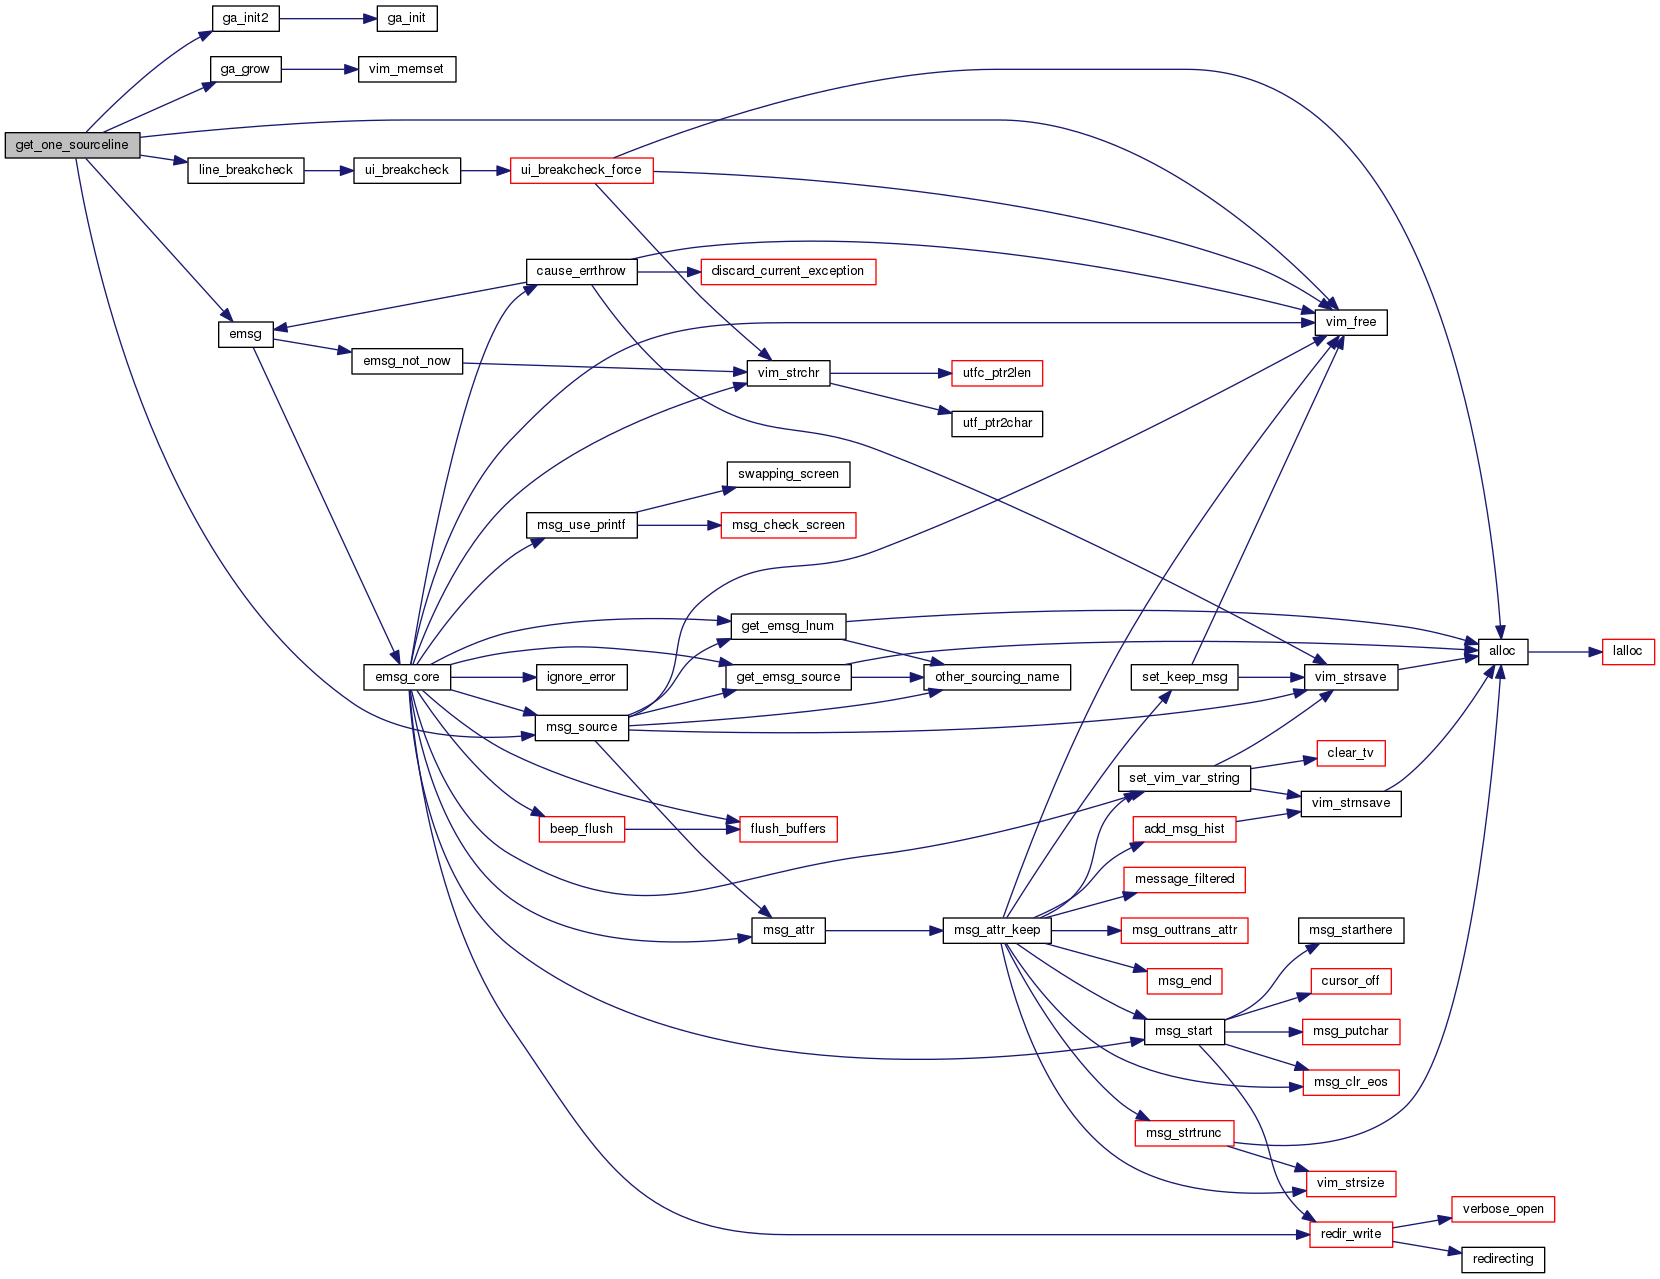 ga_init2
ga_init
ga_grow
vim_memset
get_one_sourceline
line_breakcheck
ui_breakcheck
ui_breakcheck_force
cause_errthrow
discard_current_exception
emsg
vim_free
emsg_not_now
vim_strchr
utfc_ptr2len
utf_ptr2char
swapping_screen
msg_use_printf
msg_check_screen
get_emsg_lnum
alloc
lalloc
emsg_core
ignore_error
get_emsg_source
other_sourcing_name
set_keep_msg
vim_strsave
msg_source
clear_tv
set_vim_var_string
vim_strnsave
beep_flush
flush_buffers
add_msg_hist
message_filtered
msg_attr
msg_attr_keep
msg_outtrans_attr
msg_starthere
msg_end
cursor_off
msg_start
msg_putchar
msg_clr_eos
msg_strtrunc
vim_strsize
verbose_open
redir_write
redirecting